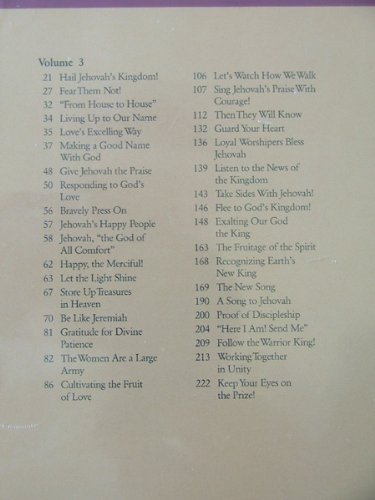 Volume 3
21 Hail Jehovah's Kingdom!
27 Fear Them Not!
32 "From House to House"
34 Living Up to Our Name
35 Love's Excelling Way
37 Making a Good Name
With God
48 Give Jehovah the Praise
50 Responding to God's
Love
56 Bravely Press On
57 Jehovah's Happy People
58 Jehovah, "the God of
All Comfort"
62 Happy, the Merciful!
63 Let the Light Shine
67 Store Up Treasures
in Heaven
70 Be Like Jeremiah
81 Gratitude for Divine
Patience
82 The Women Are a Large
Army
86 Cultivating the Fruit
of Love
106 Let's Watch How We Walk
107 Sing Jehovah's Praise With
Courage!
112 Then They Will Know
132 Guard Your Heart
136 Loyal Worshipers Bless
Jehovah
139 Listen to the News of
the Kingdom
143 Take Sides With Jehovah!
146 Flee to God's Kingdom!
148 Exalting Our God
the King
163 The Fruitage of the Spirit
168 Recognizing Earth's
New King
169 The New Song
190 A Song to Jehovah
200 Proof of Discipleship
204 "Here I Am! Send Me"
209 Follow the Warrior King!
213 Working Together
in Unity
222 Keep Your Eyes on
the Prize!